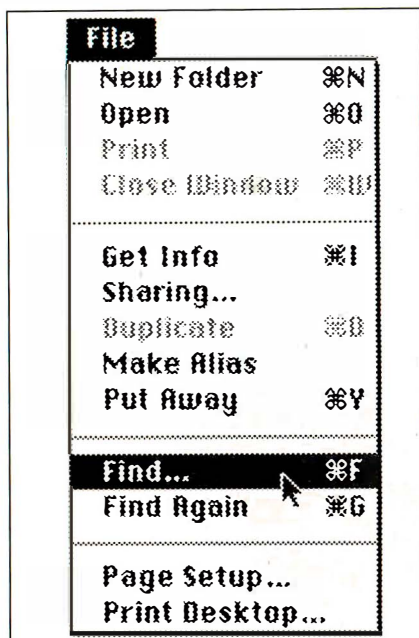 File
New Folder ⌘N
Open ⌘O
Print ⌘P
Close Window ⌘W
Get Info ⌘I
Sharing...
Duplicate ⌘D
Make Alias
Put Away ⌘Y
Find... ⌘F
Find Again ⌘G
Page Setup...
Print Desktop...